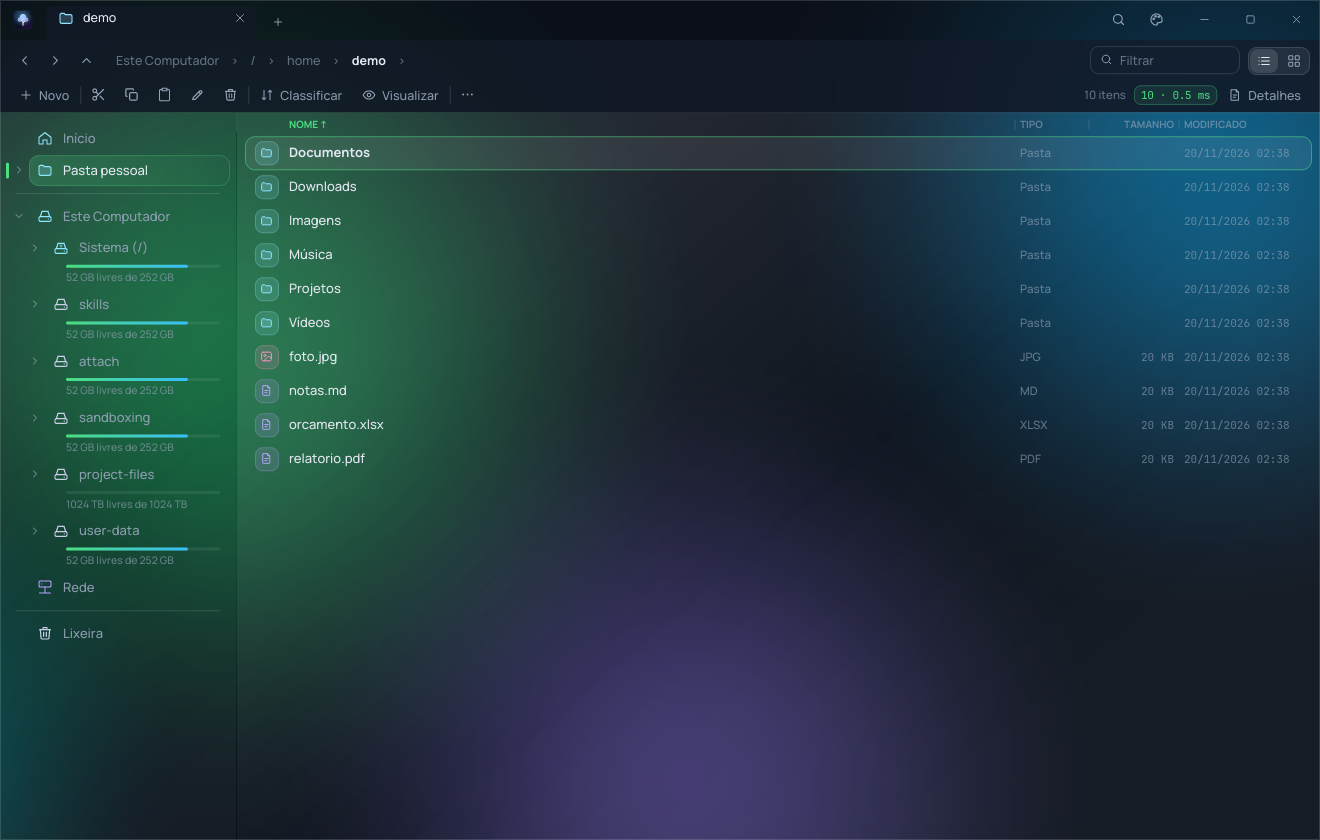 demo
Este Computador › / › home › demo ›
Filtrar
Novo
Classificar
Visualizar
10 itens
10 · 0.5 ms
Detalhes
Início
Pasta pessoal
Este Computador
Sistema (/)
52 GB livres de 252 GB
skills
52 GB livres de 252 GB
attach
52 GB livres de 252 GB
sandboxing
52 GB livres de 252 GB
project-files
1024 TB livres de 1024 TB
user-data
52 GB livres de 252 GB
Rede
Lixeira
NOME ↑ TIPO TAMANHO MODIFICADO
Documentos Pasta 20/11/2026 02:38
Downloads Pasta 20/11/2026 02:38
Imagens Pasta 20/11/2026 02:38
Música Pasta 20/11/2026 02:38
Projetos Pasta 20/11/2026 02:38
Vídeos Pasta 20/11/2026 02:38
foto.jpg JPG 20 KB 20/11/2026 02:38
notas.md MD 20 KB 20/11/2026 02:38
orcamento.xlsx XLSX 20 KB 20/11/2026 02:38
relatorio.pdf PDF 20 KB 20/11/2026 02:38